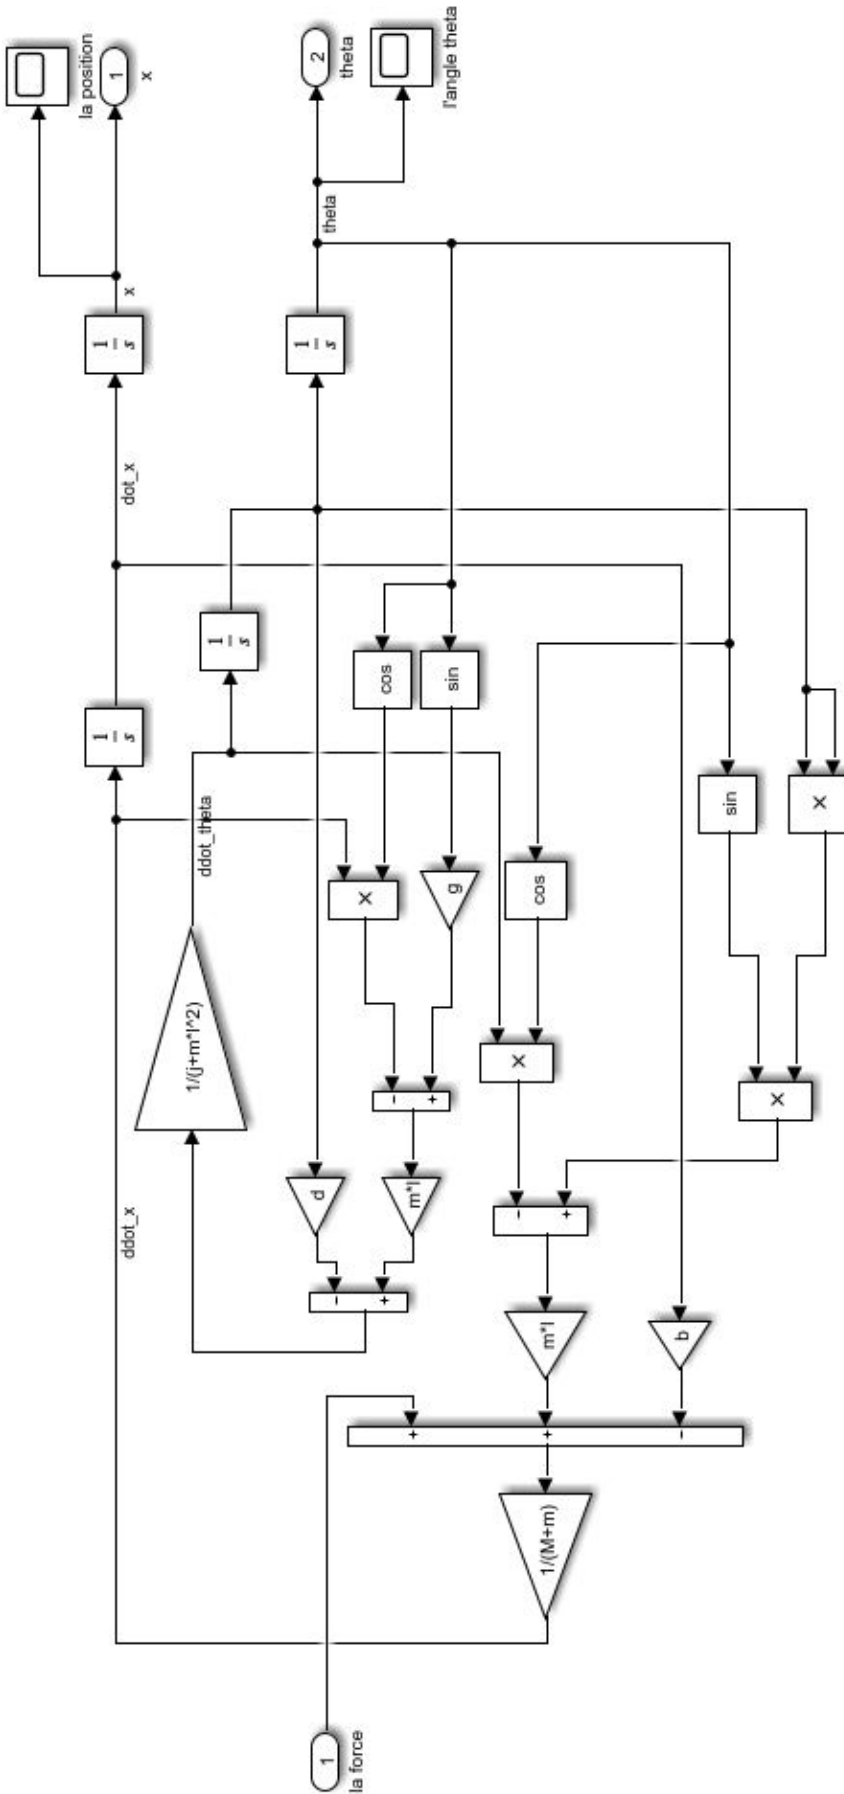 la position
1
x
2
theta
l'angle theta
theta
x
1
s
1
s
dot_x
1
s
1
s
cos
sin
ddot_theta
sin
×
×
g
cos
1/(j+m*l^2)
-
+
×
×
ddot_x
d
m*l
-
+
-
+
m*l
b
+
+
-
1/(M+m)
1
la force